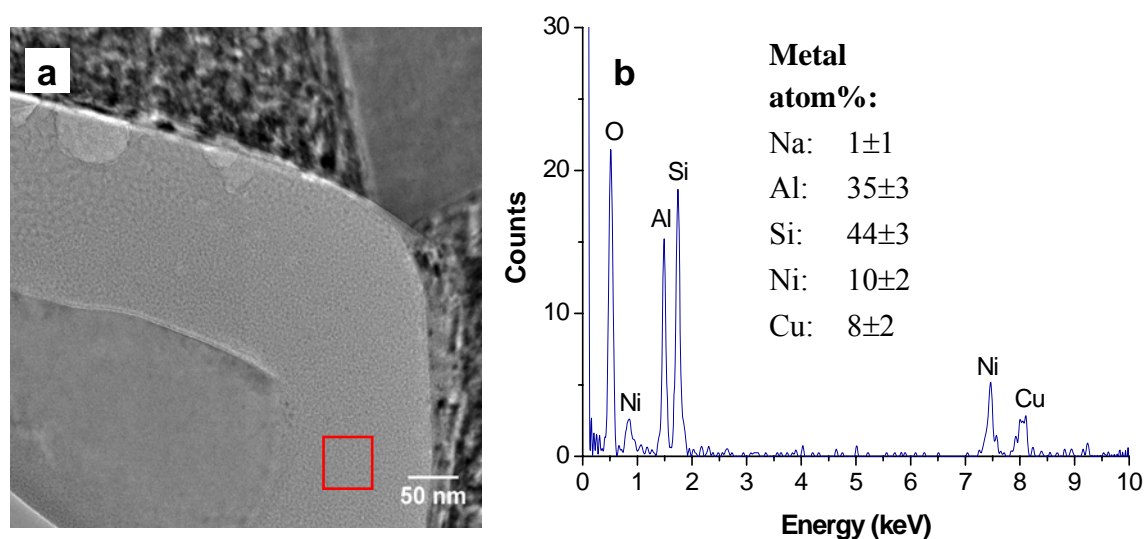 a
50 nm
b
Metal
atom%:
Na: 1±1
Al: 35±3
Si: 44±3
Ni: 10±2
Cu: 8±2
O
Si
Al
Ni
Ni
Cu
30
20
10
0
0 1 2 3 4 5 6 7 8 9 10
Counts
Energy (keV)